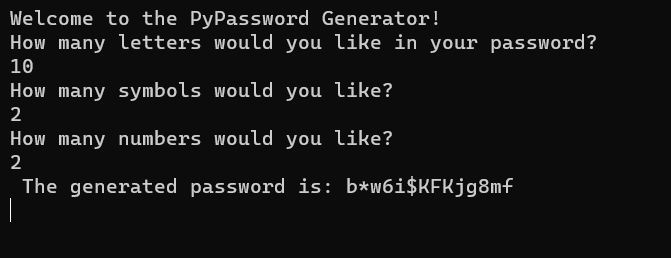 Welcome to the PyPassword Generator!
How many letters would you like in your password?
10
How many symbols would you like?
2
How many numbers would you like?
2
The generated password is: b*w6i$KFKjg8mf